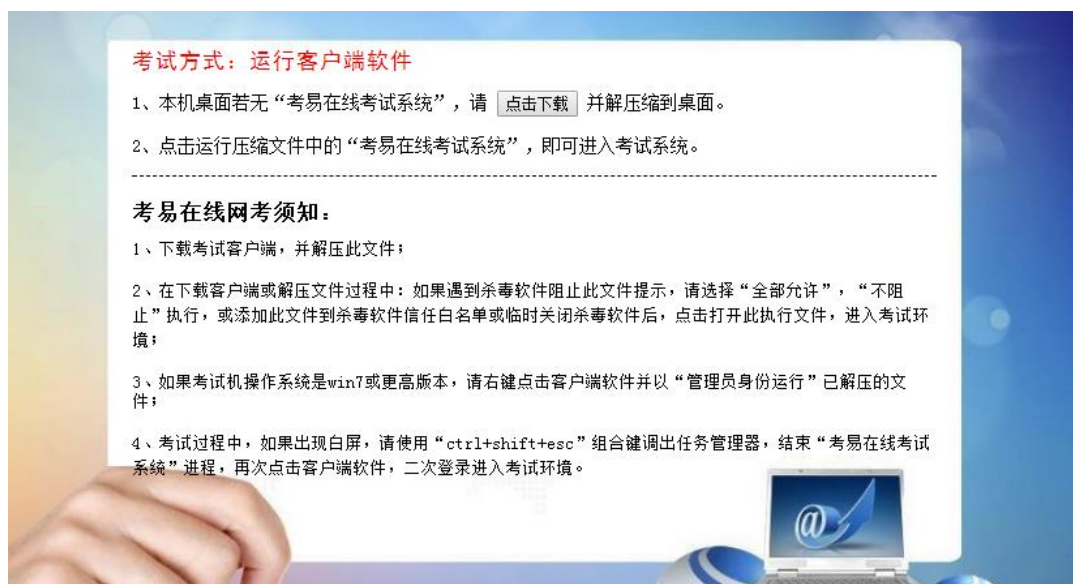 考试方式：运行客户端软件
1、本机桌面若无“考易在线考试系统”，请 点击下载 并解压缩到桌面。
2、点击运行压缩文件中的“考易在线考试系统”，即可进入考试系统。
考易在线网考须知：
1、下载考试客户端，并解压此文件；
2、在下载客户端或解压文件过程中：如果遇到杀毒软件阻止此文件提示，请选择“全部允许”，“不阻
止”执行，或添加此文件到杀毒软件信任白名单或临时关闭杀毒软件后，点击打开此执行文件，进入考试环
境；
3、如果考试机操作系统是win7或更高版本，请右键点击客户端软件并以“管理员身份运行”已解压的文
件；
4、考试过程中，如果出现白屏，请使用“ctrl+shift+esc”组合键调出任务管理器，结束“考易在线考试
系统”进程，再次点击客户端软件，二次登录进入考试环境。
@